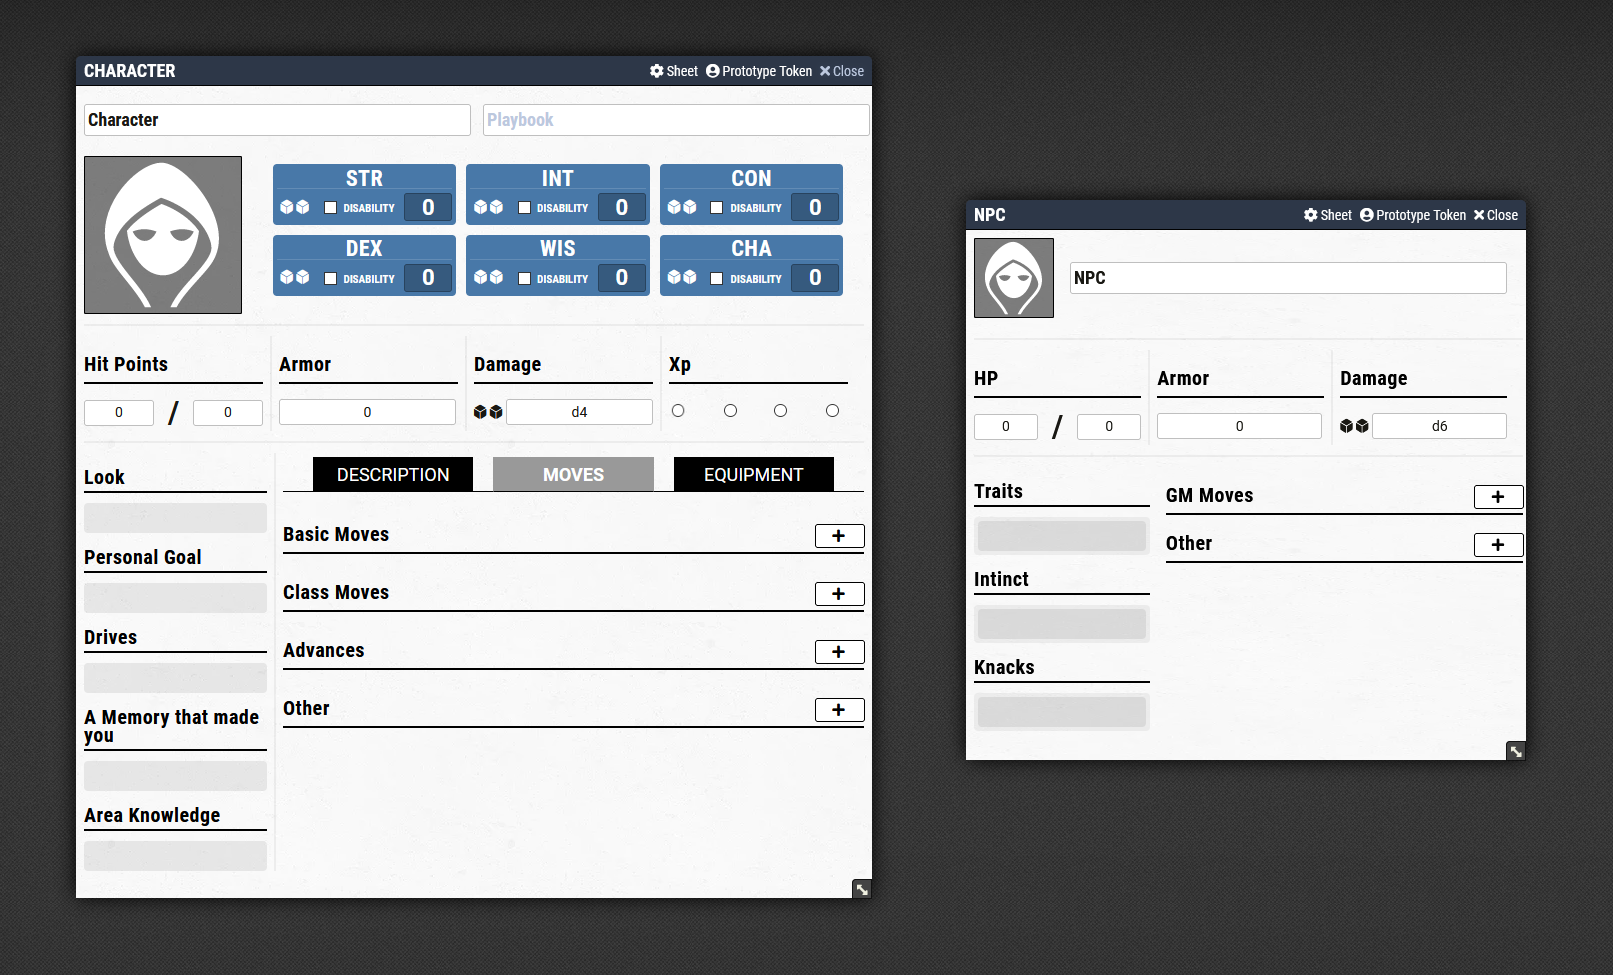 CHARACTER
Sheet Prototype Token Close
Character
Playbook
STR INT CON
DISABILITY 0 DISABILITY 0 DISABILITY 0
DEX WIS CHA
DISABILITY 0 DISABILITY 0 DISABILITY 0
Hit Points Armor Damage Xp
0 / 0 0 d4
Look
Personal Goal
Drives
A Memory that made
you
Area Knowledge
DESCRIPTION MOVES EQUIPMENT
Basic Moves +
Class Moves +
Advances +
Other +
NPC
Sheet Prototype Token Close
NPC
HP Armor Damage
0 / 0 0 d6
Traits
Intinct
Knacks
GM Moves +
Other +